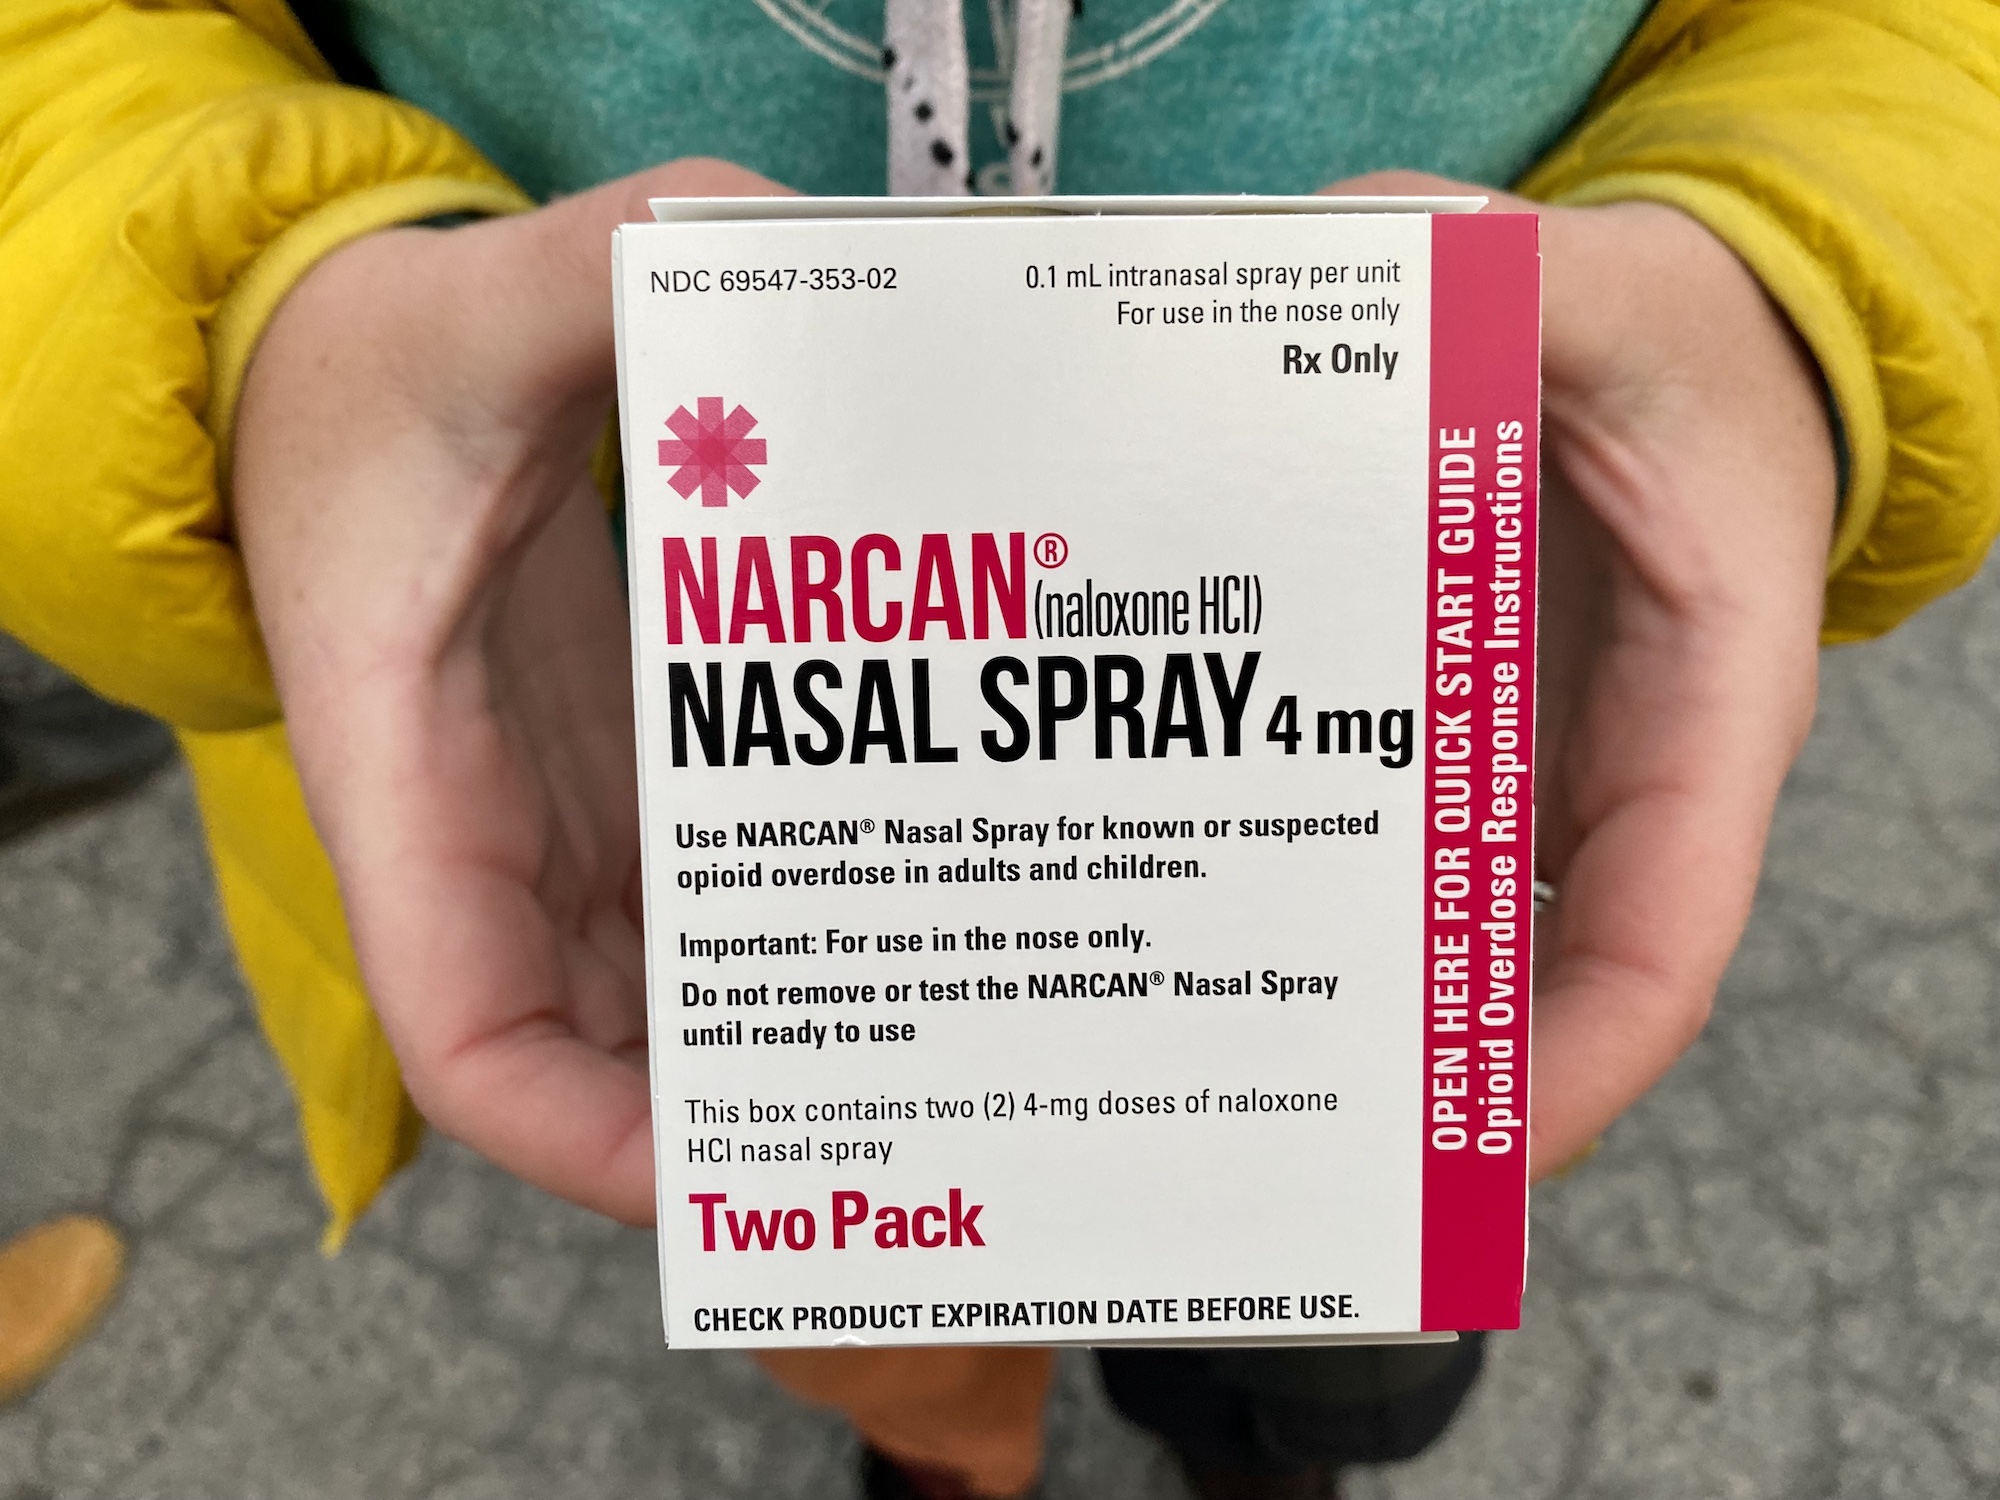 NDC 69547-353-02
0.1 mL intranasal spray per unit
For use in the nose only
Rx Only
NARCAN®
(naloxone HCl)
NASAL SPRAY 4 mg
Use NARCAN® Nasal Spray for known or suspected
opioid overdose in adults and children.
Important: For use in the nose only.
Do not remove or test the NARCAN® Nasal Spray
until ready to use
This box contains two (2) 4-mg doses of naloxone
HCl nasal spray
Two Pack
CHECK PRODUCT EXPIRATION DATE BEFORE USE.
OPEN HERE FOR QUICK START GUIDE
Opioid Overdose Response Instructions